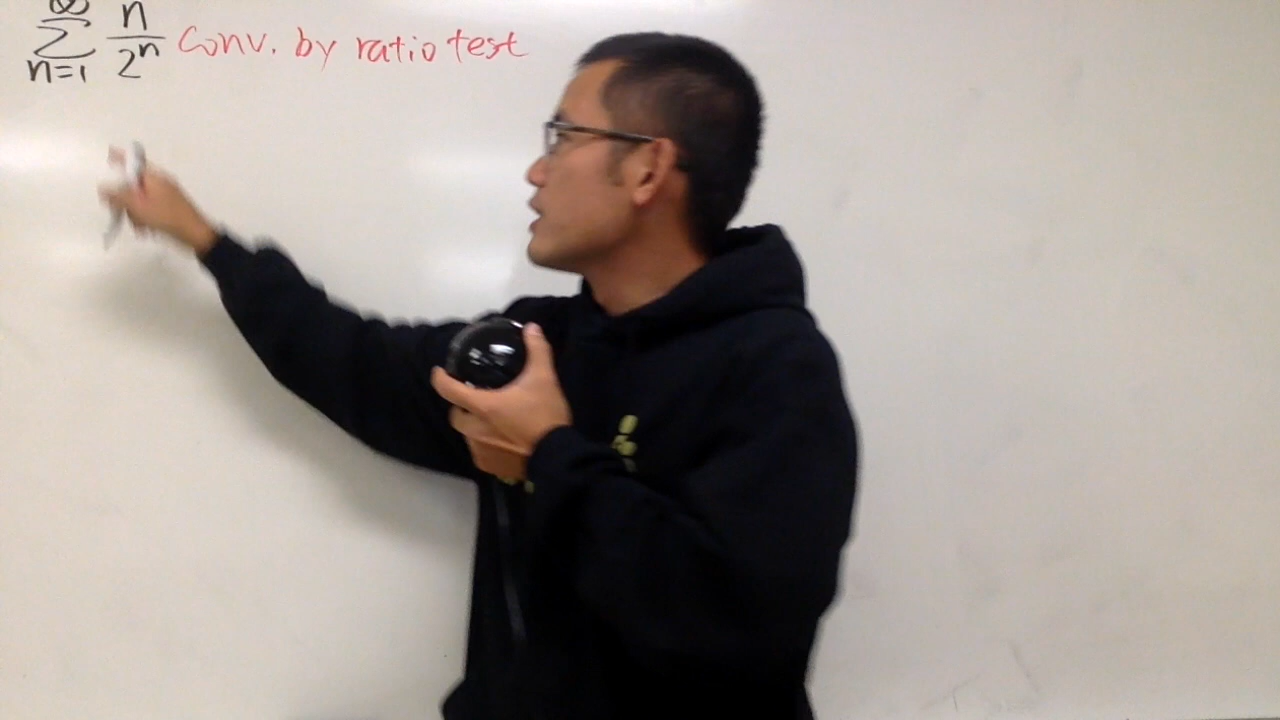 ∞
∑ n/2ⁿ Conv. by ratio test
n=1